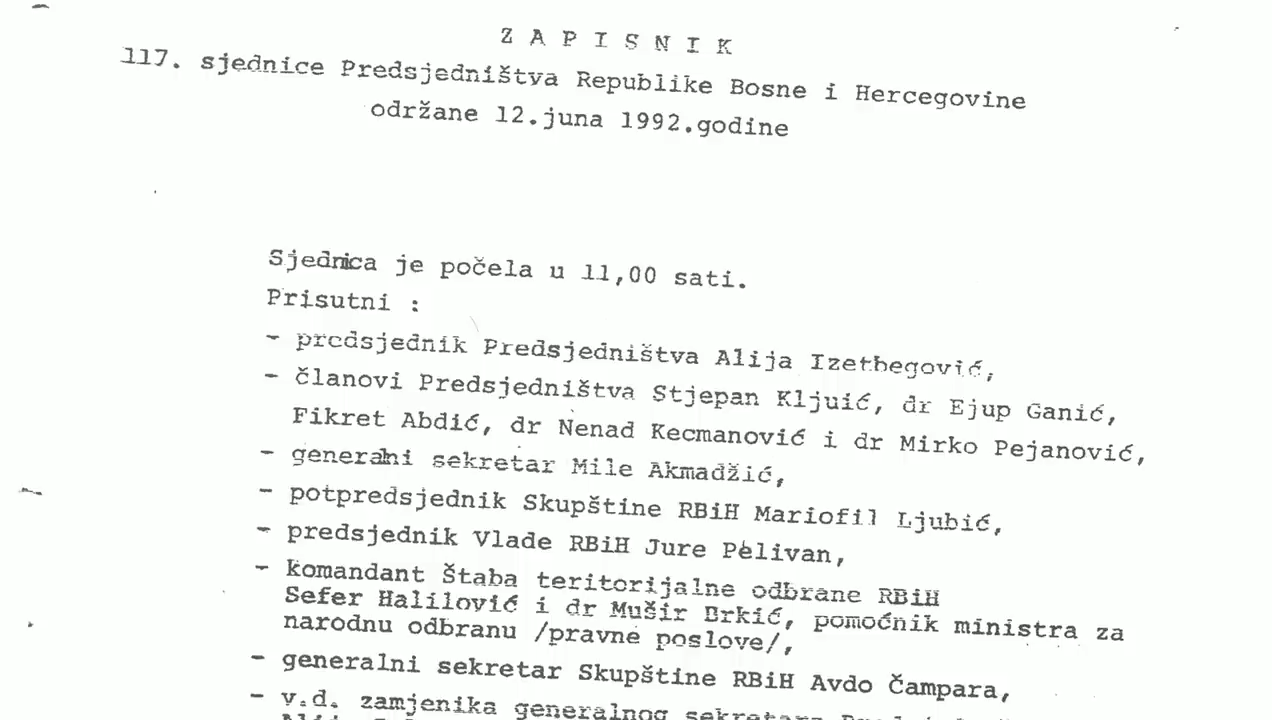 Z A P I S N I K
117. sjednice Predsjedništva Republike Bosne i Hercegovine
održane 12.juna 1992.godine
Sjednica je počela u 11,00 sati.
Prisutni :
- predsjednik Predsjedništva Alija Izetbegović,
- članovi Predsjedništva Stjepan Kljuić, dr Ejup Ganić,
Fikret Abdić, dr Nenad Kecmanović i dr Mirko Pejanović,
- generalni sekretar Mile Akmadžić,
- potpredsjednik Skupštine RBiH Mariofil Ljubić,
- predsjednik Vlade RBiH Jure Pelivan,
- komandant Štaba teritorijalne odbrane RBiH
Sefer Halilović i dr Mušir Brkić, pomoćnik ministra za
narodnu odbranu /pravne poslove/,
- generalni sekretar Skupštine RBiH Avdo Čampara,
- v.d. zamjenika generalnog sekretara